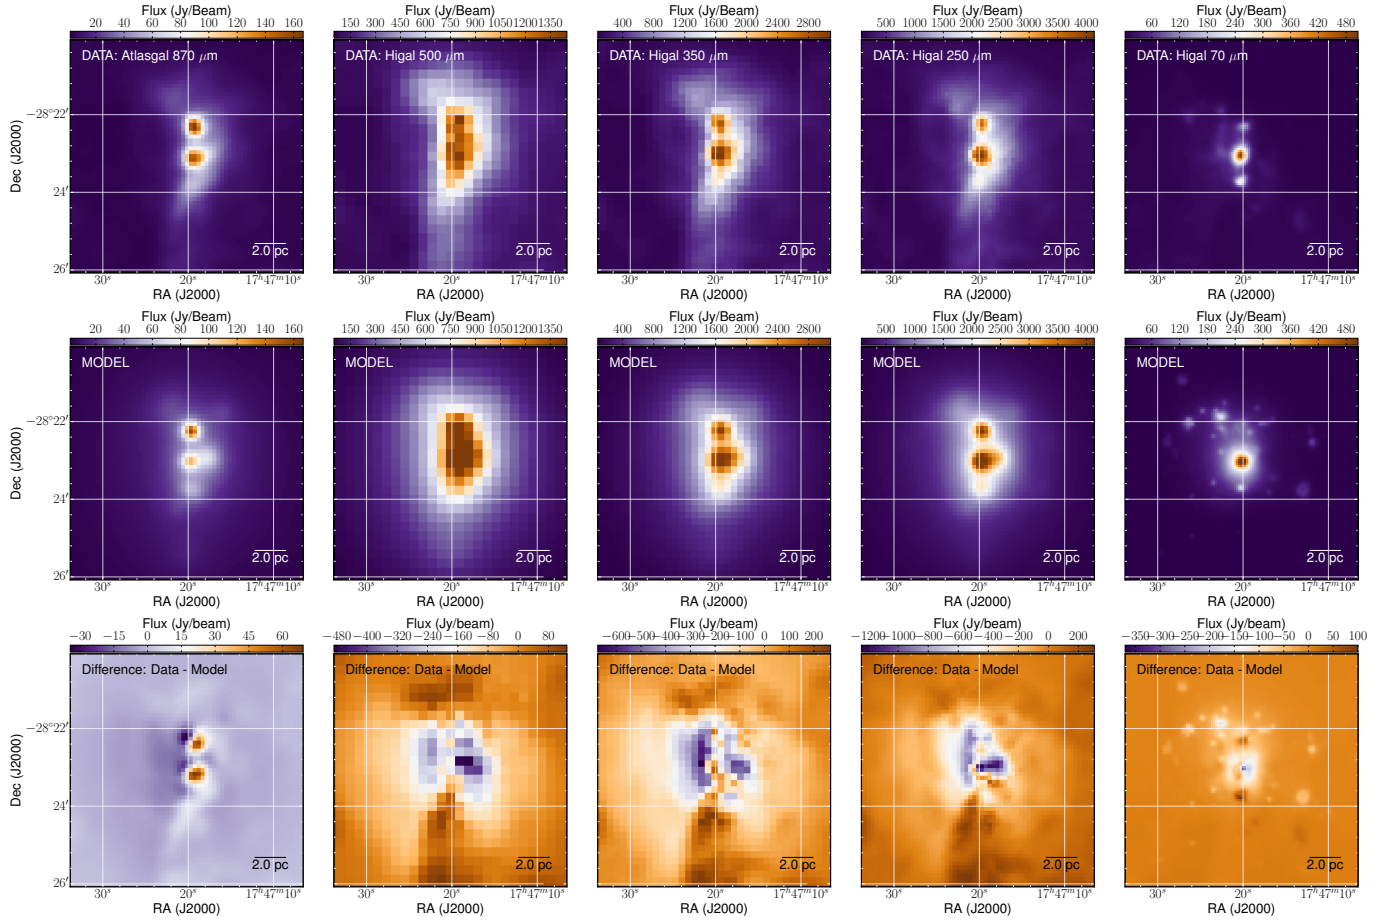 Flux (Jy/Beam) Flux (Jy/Beam) Flux (Jy/Beam) Flux (Jy/Beam) Flux (Jy/Beam)
20 40 60 80 100 120 140 160 150 300 450 600 750 900 1050 1200 1350 400 800 1200 1600 2000 2400 2800 500 1000 1500 2000 2500 3000 3500 4000 60 120 180 240 300 360 420 480
DATA: Atlasgal 870 μm DATA: Higal 500 μm DATA: Higal 350 μm DATA: Higal 250 μm DATA: Higal 70 μm
−28°22′
Dec (J2000)
24′
2.0 pc 2.0 pc 2.0 pc 2.0 pc 2.0 pc
26′
30ˢ 20ˢ 17ʰ47ᵐ10ˢ 30ˢ 20ˢ 17ʰ47ᵐ10ˢ 30ˢ 20ˢ 17ʰ47ᵐ10ˢ 30ˢ 20ˢ 17ʰ47ᵐ10ˢ 30ˢ 20ˢ 17ʰ47ᵐ10ˢ
RA (J2000) RA (J2000) RA (J2000) RA (J2000) RA (J2000)
Flux (Jy/Beam) Flux (Jy/Beam) Flux (Jy/Beam) Flux (Jy/Beam) Flux (Jy/Beam)
20 40 60 80 100 120 140 160 150 300 450 600 750 900 1050 1200 1350 400 800 1200 1600 2000 2400 2800 500 1000 1500 2000 2500 3000 3500 4000 60 120 180 240 300 360 420 480
MODEL MODEL MODEL MODEL MODEL
−28°22′
Dec (J2000)
24′
2.0 pc 2.0 pc 2.0 pc 2.0 pc 2.0 pc
26′
30ˢ 20ˢ 17ʰ47ᵐ10ˢ 30ˢ 20ˢ 17ʰ47ᵐ10ˢ 30ˢ 20ˢ 17ʰ47ᵐ10ˢ 30ˢ 20ˢ 17ʰ47ᵐ10ˢ 30ˢ 20ˢ 17ʰ47ᵐ10ˢ
RA (J2000) RA (J2000) RA (J2000) RA (J2000) RA (J2000)
Flux (Jy/beam) Flux (Jy/beam) Flux (Jy/beam) Flux (Jy/beam) Flux (Jy/beam)
−30 −15 0 15 30 45 60 −480 −400 −320 −240 −160 −80 0 80 −600 −500 −400 −300 −200 −100 0 100 200 −1200 −1000 −800 −600 −400 −200 0 200 −350 −300 −250 −200 −150 −100 −50 0 50 100
Difference: Data - Model Difference: Data - Model Difference: Data - Model Difference: Data - Model Difference: Data - Model
−28°22′
Dec (J2000)
24′
2.0 pc 2.0 pc 2.0 pc 2.0 pc 2.0 pc
26′
30ˢ 20ˢ 17ʰ47ᵐ10ˢ 30ˢ 20ˢ 17ʰ47ᵐ10ˢ 30ˢ 20ˢ 17ʰ47ᵐ10ˢ 30ˢ 20ˢ 17ʰ47ᵐ10ˢ 30ˢ 20ˢ 17ʰ47ᵐ10ˢ
RA (J2000) RA (J2000) RA (J2000) RA (J2000) RA (J2000)